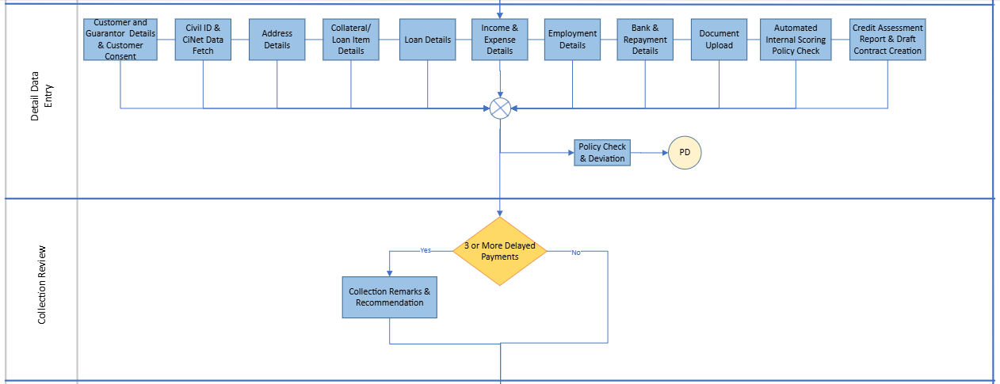 Detail Data
Entry
Customer and
Guarantor Details
& Customer
Consent
Civil ID &
CiNet Data
Fetch
Address
Details
Collateral/
Loan Item
Details
Loan Details
Income &
Expense
Details
Employment
Details
Bank &
Repayment
Details
Document
Upload
Automated
Internal Scoring
Policy Check
Credit Assessment
Report & Draft
Contract Creation
Policy Check
& Deviation
PD
Collection Review
3 or More Delayed
Payments
Yes
No
Collection Remarks &
Recommendation